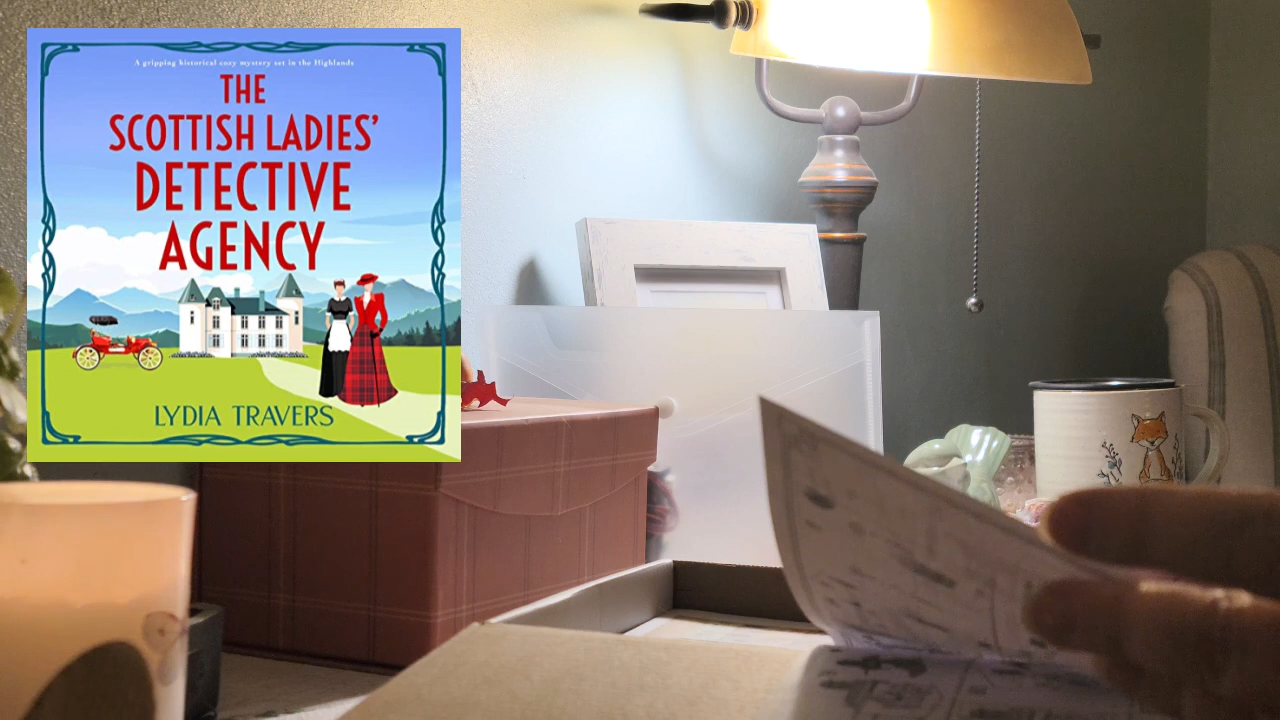 A gripping historical cozy mystery set in the Highlands
THE
SCOTTISH LADIES’
DETECTIVE
AGENCY
LYDIA TRAVERS